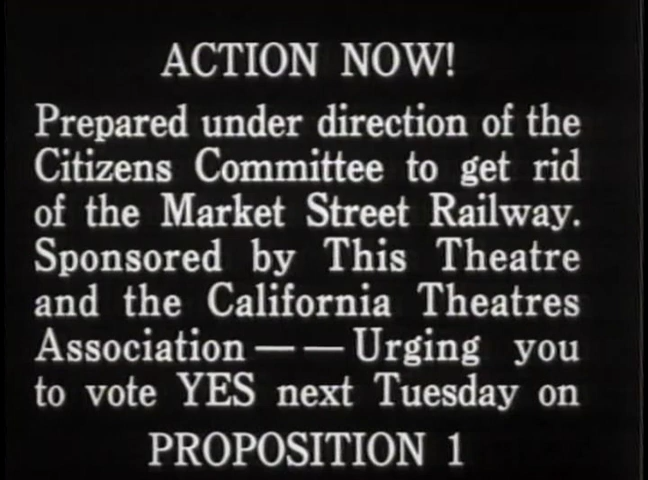 ACTION NOW!
Prepared under direction of the
Citizens Committee to get rid
of the Market Street Railway.
Sponsored by This Theatre
and the California Theatres
Association — — Urging you
to vote YES next Tuesday on
PROPOSITION 1